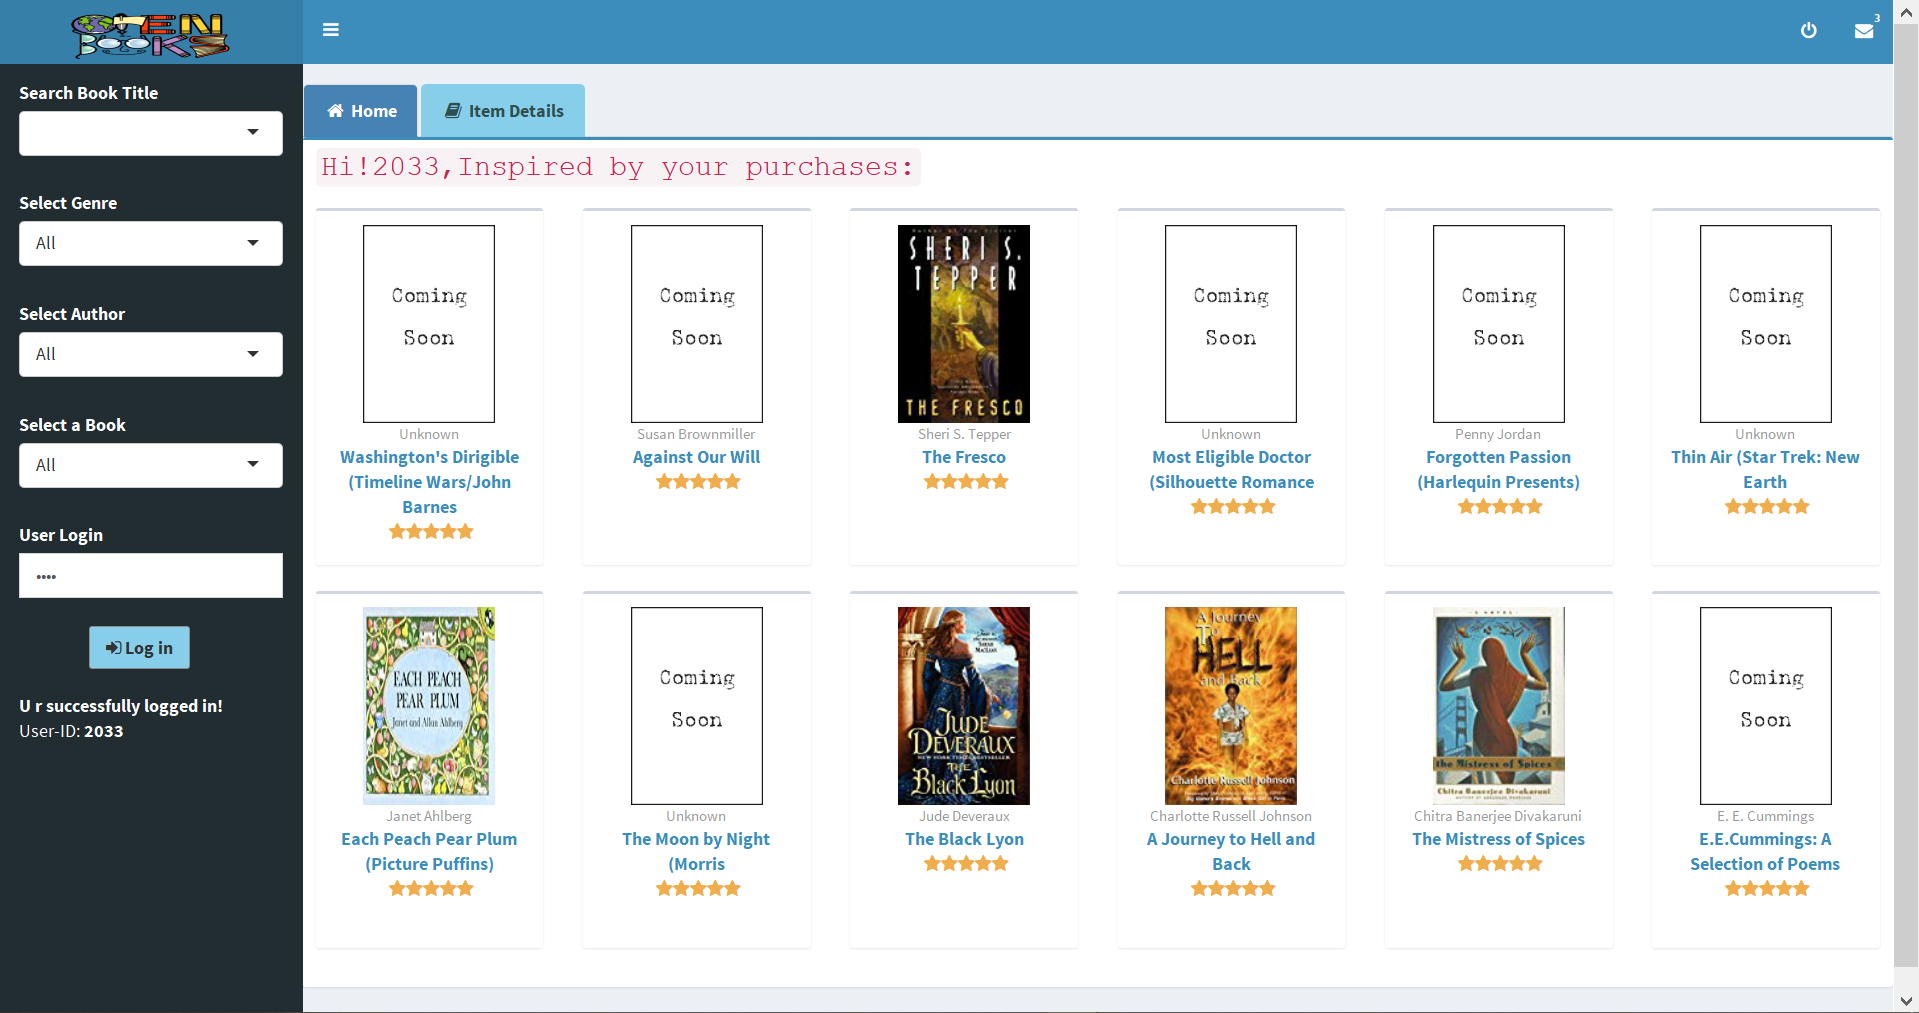 OPEN
BOOKS
3
Search Book Title
Select Genre
All
Select Author
All
Select a Book
All
User Login
••••
Log in
U r successfully logged in!
User-ID: 2033
Home
Item Details
Hi!2033,Inspired by your purchases:
Coming
Soon
Unknown
Washington's Dirigible
(Timeline Wars/John
Barnes
Coming
Soon
Susan Brownmiller
Against Our Will
SHERI S.
TEPPER
THE FRESCO
Sheri S. Tepper
The Fresco
Coming
Soon
Unknown
Most Eligible Doctor
(Silhouette Romance
Coming
Soon
Penny Jordan
Forgotten Passion
(Harlequin Presents)
Coming
Soon
Unknown
Thin Air (Star Trek: New
Earth
EACH PEACH
PEAR PLUM
Janet and Allan Ahlberg
Janet Ahlberg
Each Peach Pear Plum
(Picture Puffins)
Coming
Soon
Unknown
The Moon by Night
(Morris
JUDE
DEVERAUX
NEW YORK TIMES BESTSELLER
THE
Black Lyon
Jude Deveraux
The Black Lyon
A Journey
To
HELL
and Back
Charlotte Russell Johnson
Charlotte Russell Johnson
A Journey to Hell and
Back
A NOVEL
the Mistress of Spices
Chitra Banerjee Divakaruni
Chitra Banerjee Divakaruni
The Mistress of Spices
Coming
Soon
E. E. Cummings
E.E.Cummings: A
Selection of Poems